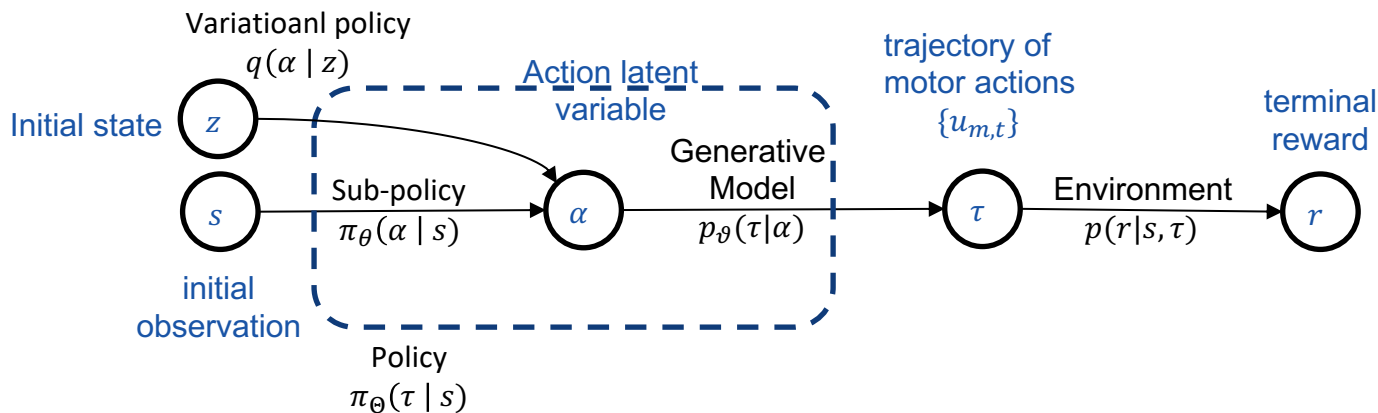 Variatioanl policy
q(α | z)
Initial state
z
s
initial
observation
Sub-policy
π_θ(α | s)
Policy
π_Θ(τ | s)
Action latent
variable
α
Generative
Model
p_ϑ(τ|α)
trajectory of
motor actions
{u_{m,t}}
τ
Environment
p(r|s, τ)
terminal
reward
r